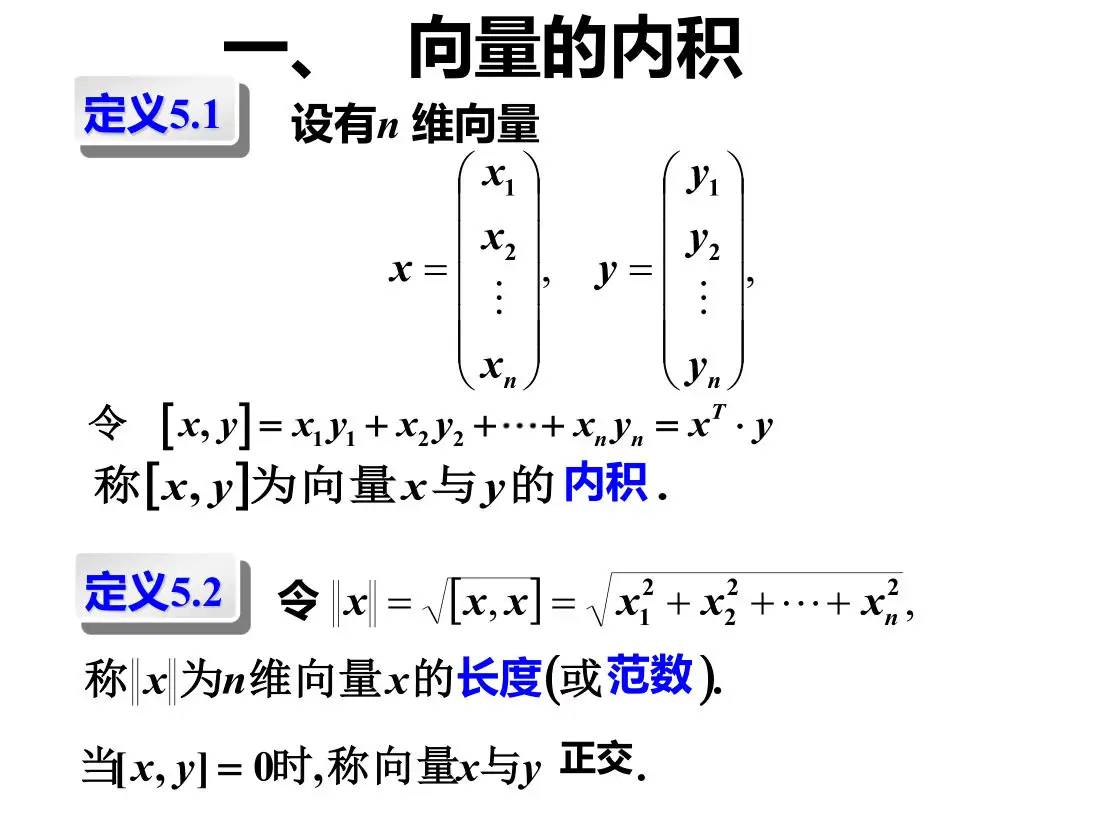 一、 向量的内积
定义5.1 设有n 维向量
x = ( x₁ x₂ ⋮ xₙ ), y = ( y₁ y₂ ⋮ yₙ ),
令 [x, y] = x₁y₁ + x₂y₂ + ⋯ + xₙyₙ = xᵀ · y
称[x, y]为向量x与y的 内积 .
定义5.2 令 ‖x‖ = √[x, x] = √x₁² + x₂² + ⋯ + xₙ²,
称‖x‖为n维向量x的长度(或范数).
当[x, y] = 0时,称向量x与y 正交 .